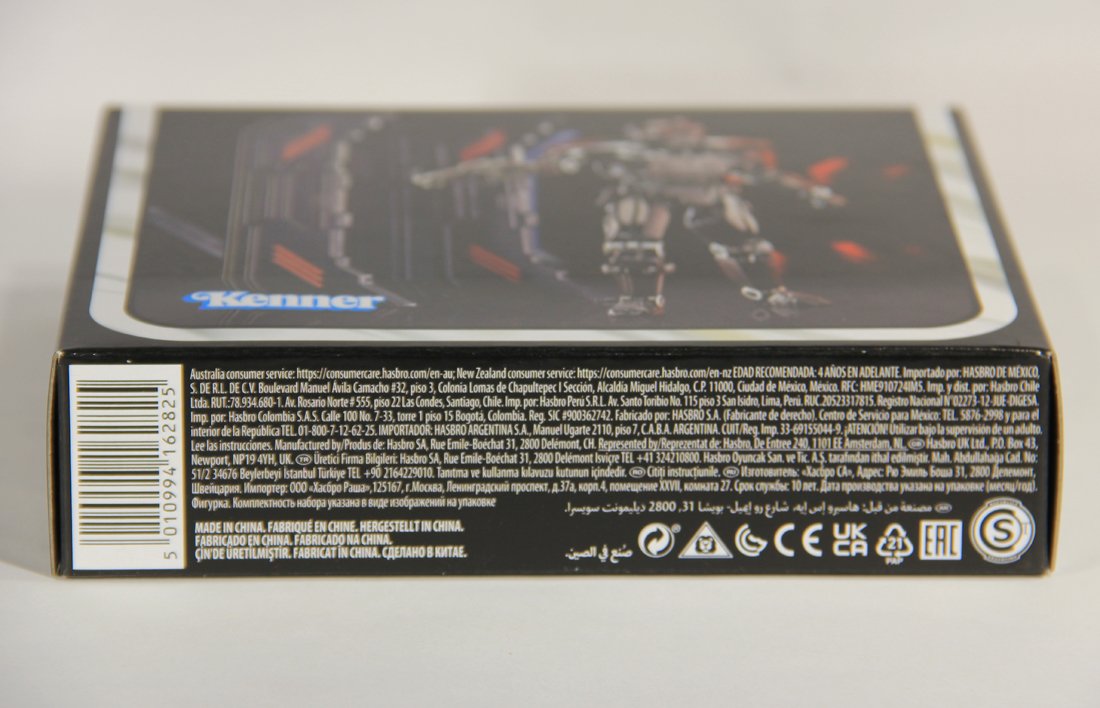 Kenner
5 010994 162825
Australia consumer service: https://consumercare.hasbro.com/en-au; New Zealand consumer service: https://consumercare.hasbro.com/en-nz EDAD RECOMENDADA: 4 AÑOS EN ADELANTE. Importado por: HASBRO DE MÉXICO,
S. DE R.L. DE C.V. Boulevard Manuel Ávila Camacho #32, piso 3, Colonia Lomas de Chapultepec I Sección, Alcaldía Miguel Hidalgo, C.P. 11000, Ciudad de México, México. RFC: HME910724IM5. Imp. y dist. por: Hasbro Chile
Ltda. RUT.:78.934.680-1. Av. Rosario Norte # 555, piso 22 Las Condes, Santiago, Chile. Imp. por: Hasbro Perú S.R.L. Av. Santo Toribio No. 115 piso 3 San Isidro, Lima, Perú. RUC.20523317815. Registro Nacional N°02273-12-JUE-DIGESA.
Imp. por: Hasbro Colombia S.A.S. Calle 100 No. 7-33, torre 1 piso 15 Bogotá, Colombia. Reg. SIC #900362742. Fabricado por: HASBRO S.A. (Fabricante de derecho). Centro de Servicio para México: TEL. 5876-2998 y para el
interior de la República TEL. 01-800-7-12-62-25. IMPORTADOR: HASBRO ARGENTINA S.A., Manuel Ugarte 2110, piso 7, C.A.B.A. ARGENTINA. CUIT/Reg. Imp. 33-69155044-9. ¡ATENCIÓN! Utilizar bajo la supervisión de un adulto.
Lee las instrucciones. Manufactured by/Produs de: Hasbro SA, Rue Emile-Boéchat 31, 2800 Delémont, CH. Represented by/Reprezentat de: Hasbro, De Entree 240, 1101 EE Amsterdam, NL. GB Hasbro UK Ltd., P.O. Box 43,
Newport, NP19 4YH, UK. TR Üretici Firma Bilgileri: Hasbro SA, Rue Emile-Boéchat 31, 2800 Delémont İsviçre TEL +41 324210800. Hasbro Oyuncak San. ve Tic. A.Ş. tarafından ithal edilmiştir. Mah. Abdullahağa Cad. No:
51/2 34676 Beylerbeyi İstanbul Türkiye TEL +90 2164229010. Tanıtma ve kullanma kılavuzu kutunun içindedir. RO Citiți instrucțiunile. RU Изготовитель: «Хасбро СА», Адрес: Рю Эмиль Боша 31, 2800 Делемонт,
Швейцария. Импортер: ООО «Хасбро Раша»,125167, г.Москва, Ленинградский проспект, д.37а, корп.4, помещение XXVII, комната 27. Срок службы: 10 лет. Дата производства указана на упаковке (месяц/год).
Фигурка. Комплектность набора указана в виде изображений на упаковке
مصنعة من قبل: هاسبرو إس إيه، شارع رو إميل- بويشا 31، 2800 ديليمونت سويسرا.
MADE IN CHINA. FABRIQUÉ EN CHINE. HERGESTELLT IN CHINA.
FABRICADO EN CHINA. FABRICADO NA CHINA.
ÇİN'DE ÜRETİLMİŞTİR. FABRICAT ÎN CHINA. СДЕЛАНО В КИТАЕ.
صُنع في الصين.
CE
UK
CA
21
PAP
EAC
S